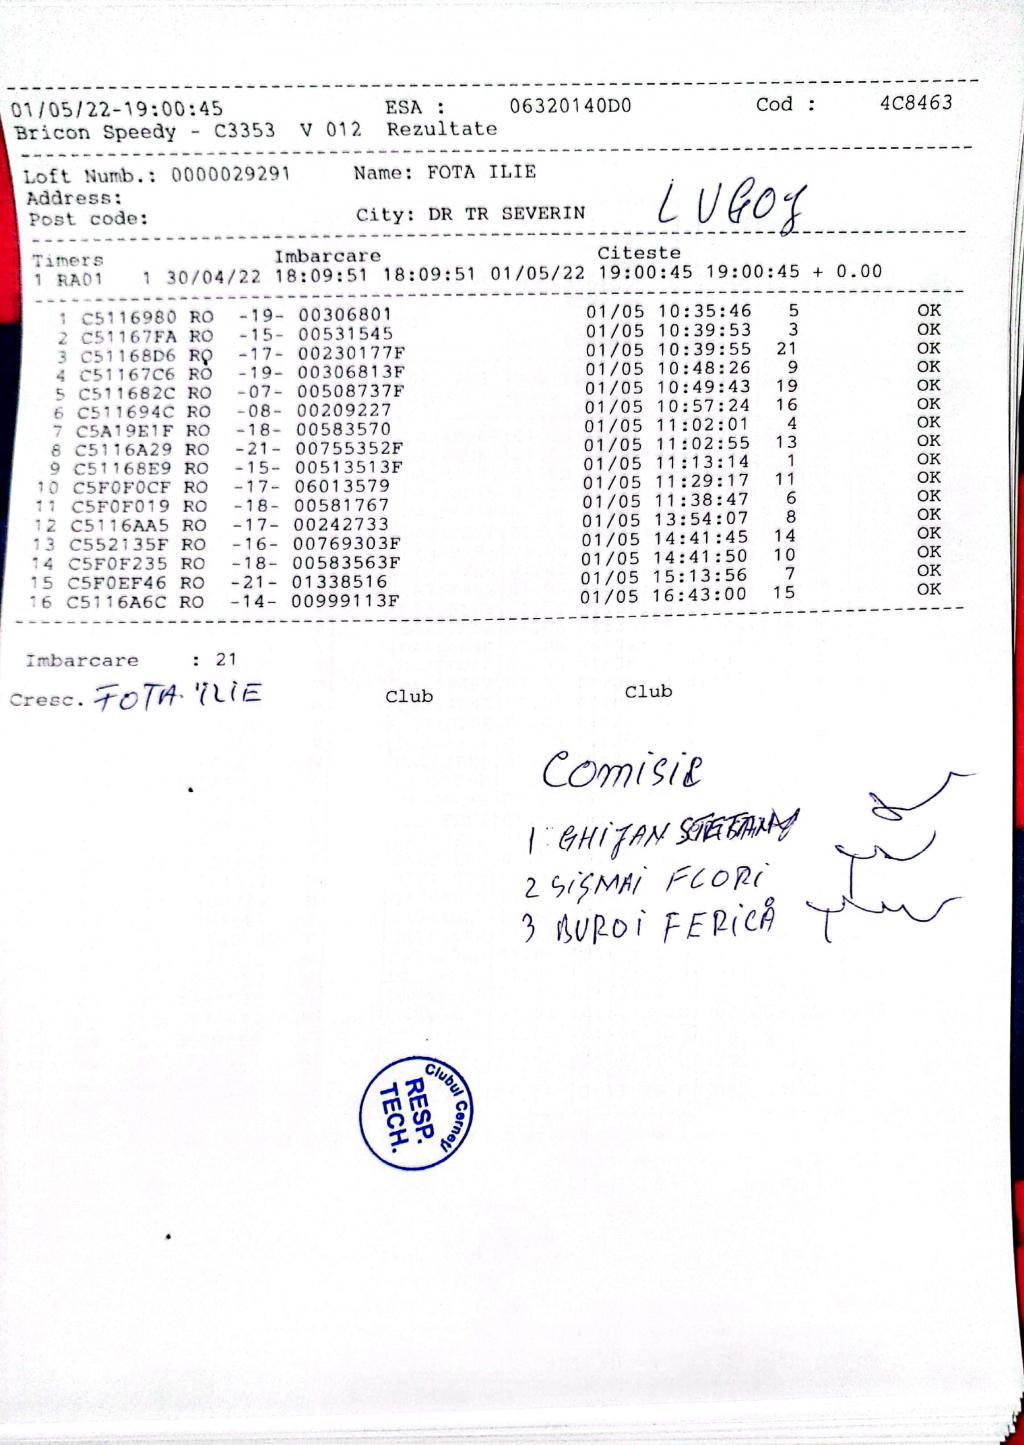 01/05/22-19:00:45 ESA : 06320140D0 Cod : 4C8463
Bricon Speedy - C3353 V 012 Rezultate
Loft Numb.: 0000029291 Name: FOTA ILIE
Address:
Post code: City: DR TR SEVERIN LUGOJ
Timers Imbarcare Citeste
1 RA01 1 30/04/22 18:09:51 18:09:51 01/05/22 19:00:45 19:00:45 + 0.00
1 C5116980 RO -19- 00306801 01/05 10:35:46 5 OK
2 C51167FA RO -15- 00531545 01/05 10:39:53 3 OK
3 C51168D6 RO -17- 00230177F 01/05 10:39:55 21 OK
4 C51167C6 RO -19- 00306813F 01/05 10:48:26 9 OK
5 C511682C RO -07- 00508737F 01/05 10:49:43 19 OK
6 C511694C RO -08- 00209227 01/05 10:57:24 16 OK
7 C5A19E1F RO -18- 00583570 01/05 11:02:01 4 OK
8 C5116A29 RO -21- 00755352F 01/05 11:02:55 13 OK
9 C51168E9 RO -15- 00513513F 01/05 11:13:14 1 OK
10 C5F0F0CF RO -17- 06013579 01/05 11:29:17 11 OK
11 C5F0F019 RO -18- 00581767 01/05 11:38:47 6 OK
12 C5116AA5 RO -17- 00242733 01/05 13:54:07 8 OK
13 C552135F RO -16- 00769303F 01/05 14:41:45 14 OK
14 C5F0F235 RO -18- 00583563F 01/05 14:41:50 10 OK
15 C5F0EF46 RO -21- 01338516 01/05 15:13:56 7 OK
16 C5116A6C RO -14- 00999113F 01/05 16:43:00 15 OK
Imbarcare : 21
Cresc. FOTA ILIE Club Club
Comisie
1 GHIJAN STEFAN
2 SISMAI FLORI
3 BUROI FERICĂ
Clubul Cerneți
RESP.
TECH.